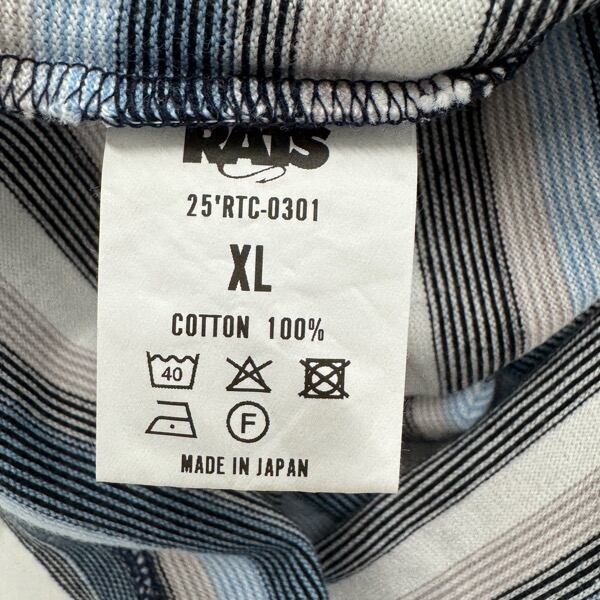 RATS
25'RTC-0301
XL
COTTON 100%
40
F
MADE IN JAPAN